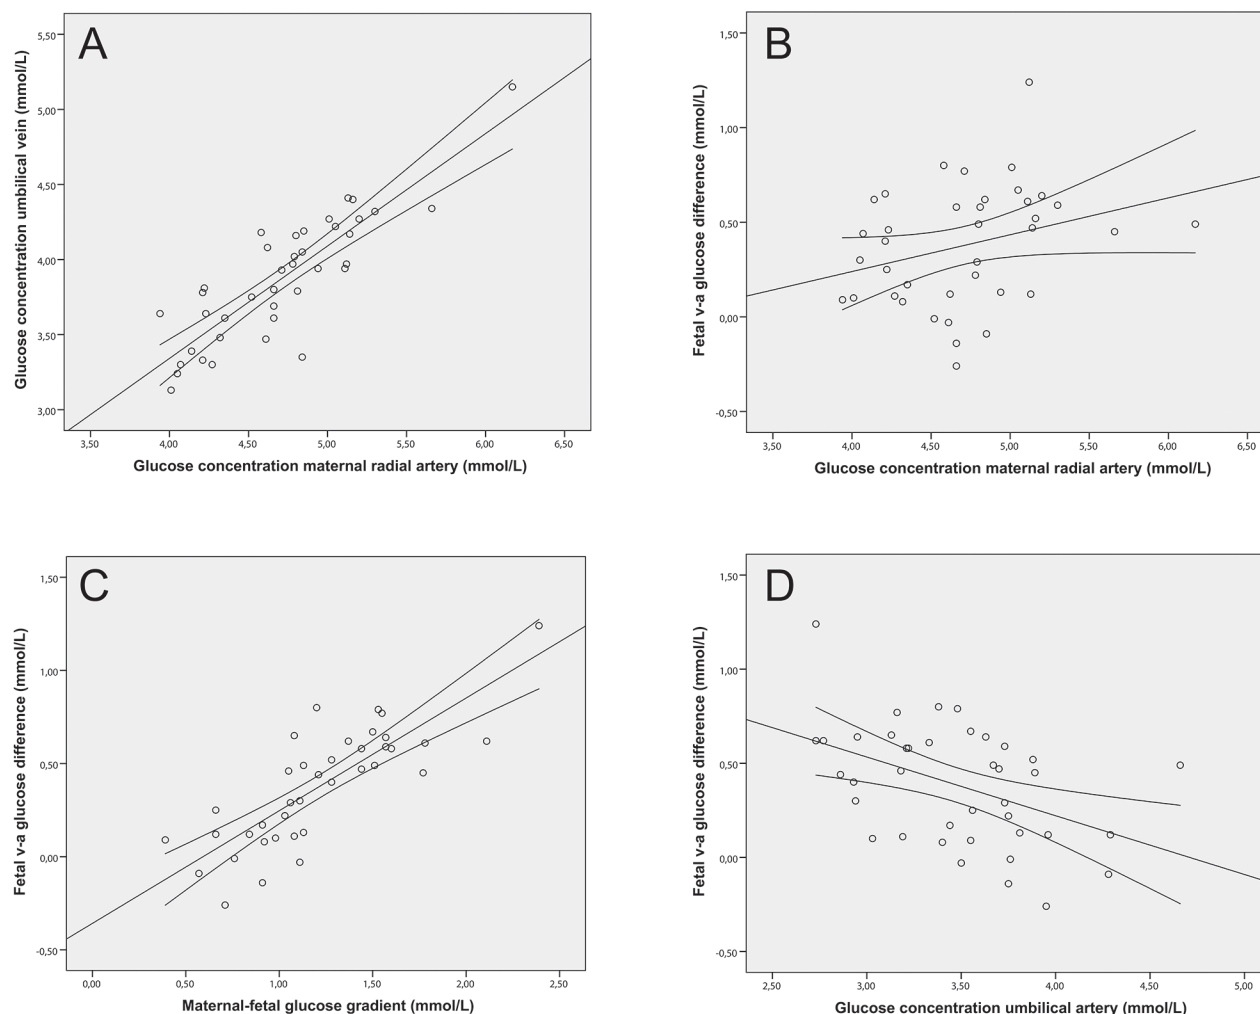 A
Glucose concentration umbilical vein (mmol/L)
5,50
5,00
4,50
4,00
3,50
3,00
3,50 4,00 4,50 5,00 5,50 6,00 6,50
Glucose concentration maternal radial artery (mmol/L)
B
Fetal v-a glucose difference (mmol/L)
1,50
1,00
0,50
0,00
-0,50
3,50 4,00 4,50 5,00 5,50 6,00 6,50
Glucose concentration maternal radial artery (mmol/L)
C
Fetal v-a glucose difference (mmol/L)
1,50
1,00
0,50
0,00
-0,50
0,00 0,50 1,00 1,50 2,00 2,50
Maternal-fetal glucose gradient (mmol/L)
D
Fetal v-a glucose difference (mmol/L)
1,50
1,00
0,50
0,00
-0,50
2,50 3,00 3,50 4,00 4,50 5,00
Glucose concentration umbilical artery (mmol/L)